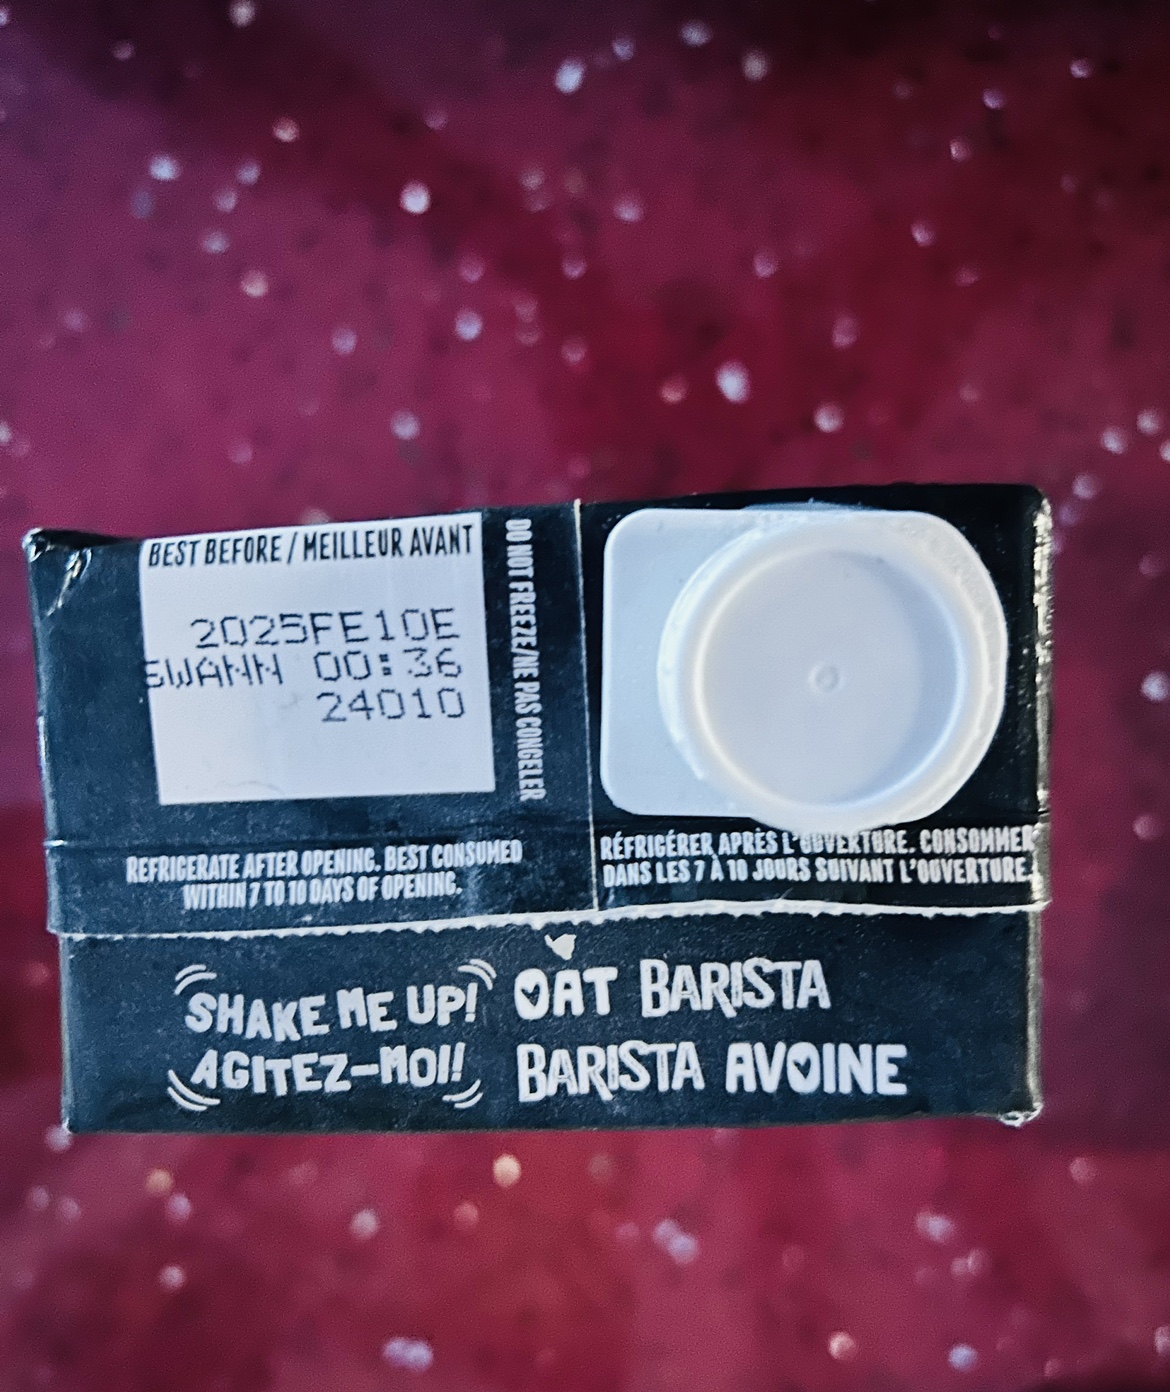 BEST BEFORE / MEILLEUR AVANT
2025FE10E
SWANN 00:36
24010
DO NOT FREEZE/NE PAS CONGELER
REFRIGERATE AFTER OPENING. BEST CONSUMED
WITHIN 7 TO 10 DAYS OF OPENING.
RÉFRIGÉRER APRÈS L'OUVERTURE. CONSOMMER
DANS LES 7 À 10 JOURS SUIVANT L'OUVERTURE.
SHAKE ME UP!
AGITEZ-MOI!
OAT BARISTA
BARISTA AVOINE